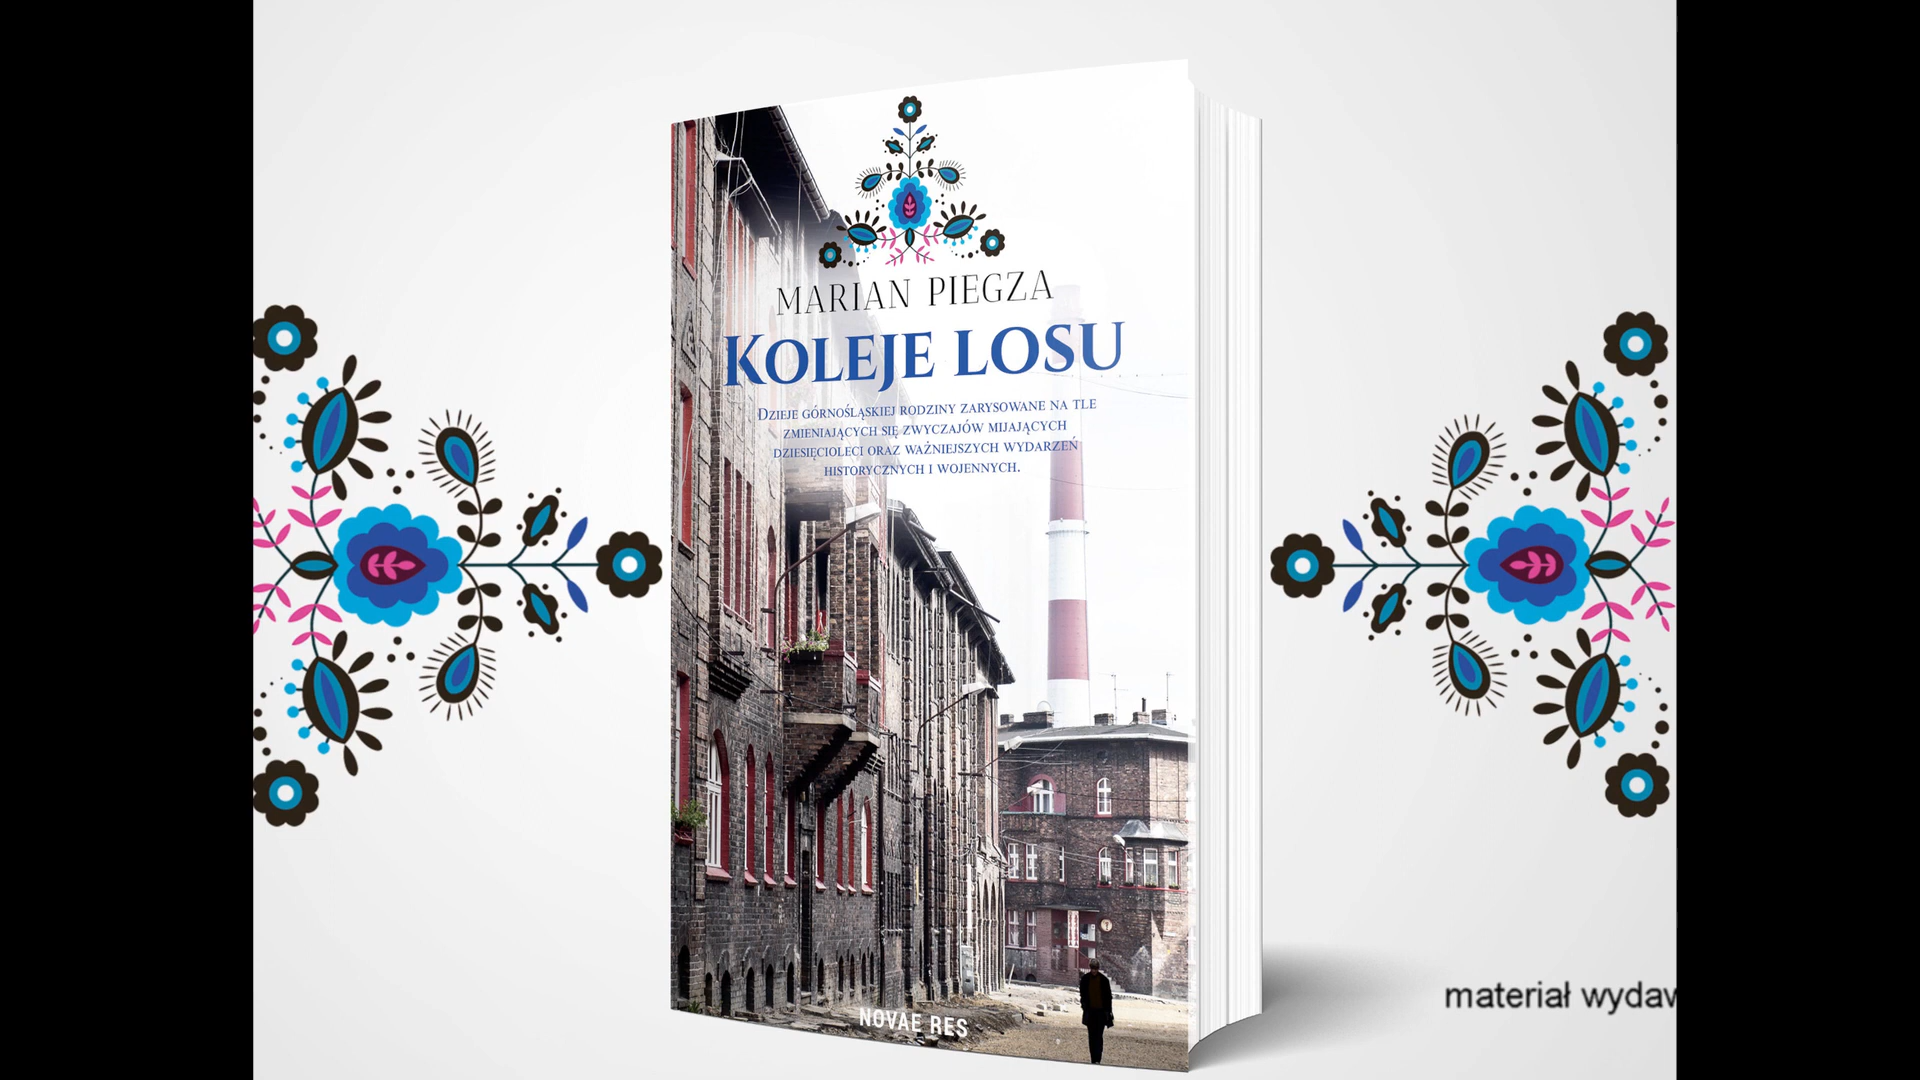 MARIAN PIEGZA
KOLEJE LOSU
DZIEJE GÓRNOŚLĄSKIEJ RODZINY ZARYSOWANE NA TLE
ZMIENIAJĄCYCH SIĘ ZWYCZAJÓW MIJAJĄCYCH
DZIESIĘCIOLECI ORAZ WAŻNIEJSZYCH WYDARZEŃ
HISTORYCZNYCH I WOJENNYCH.
NOVAE RES
materiał